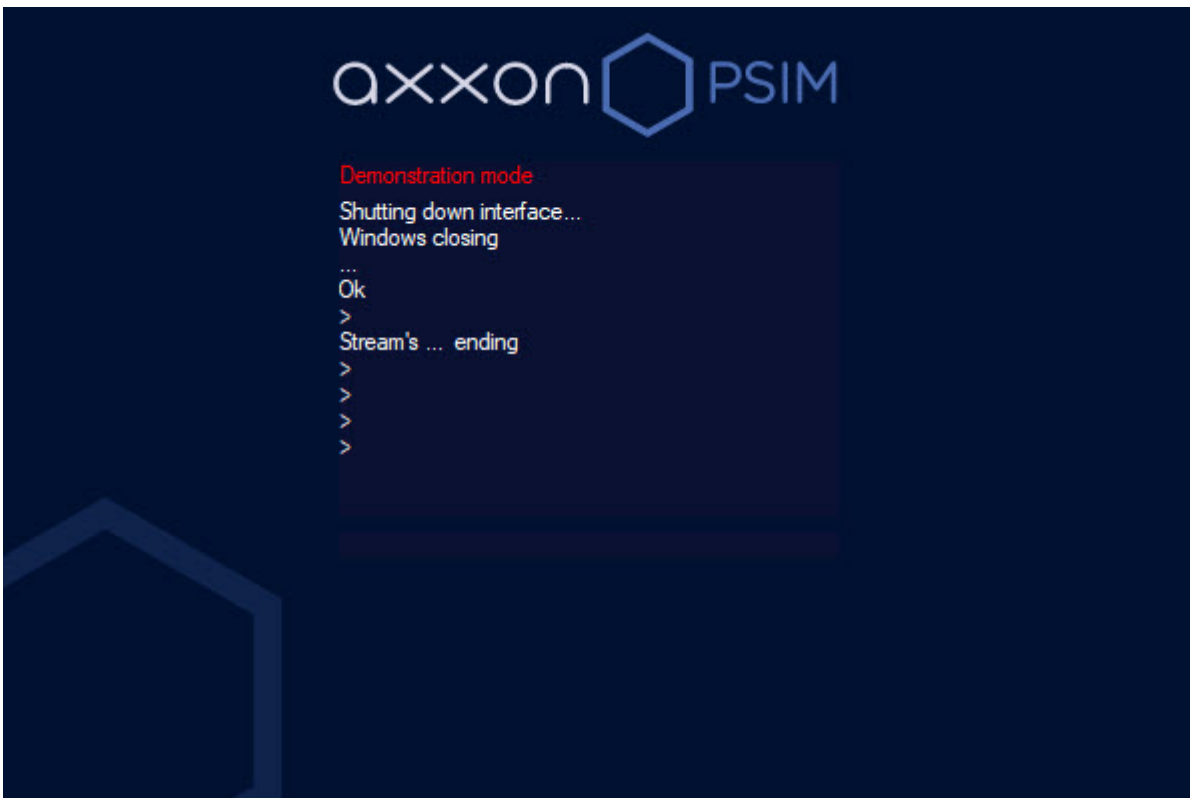 axxon PSIM
Demonstration mode
Shutting down interface...
Windows closing
...
Ok
>
Stream's ... ending
>
>
>
>